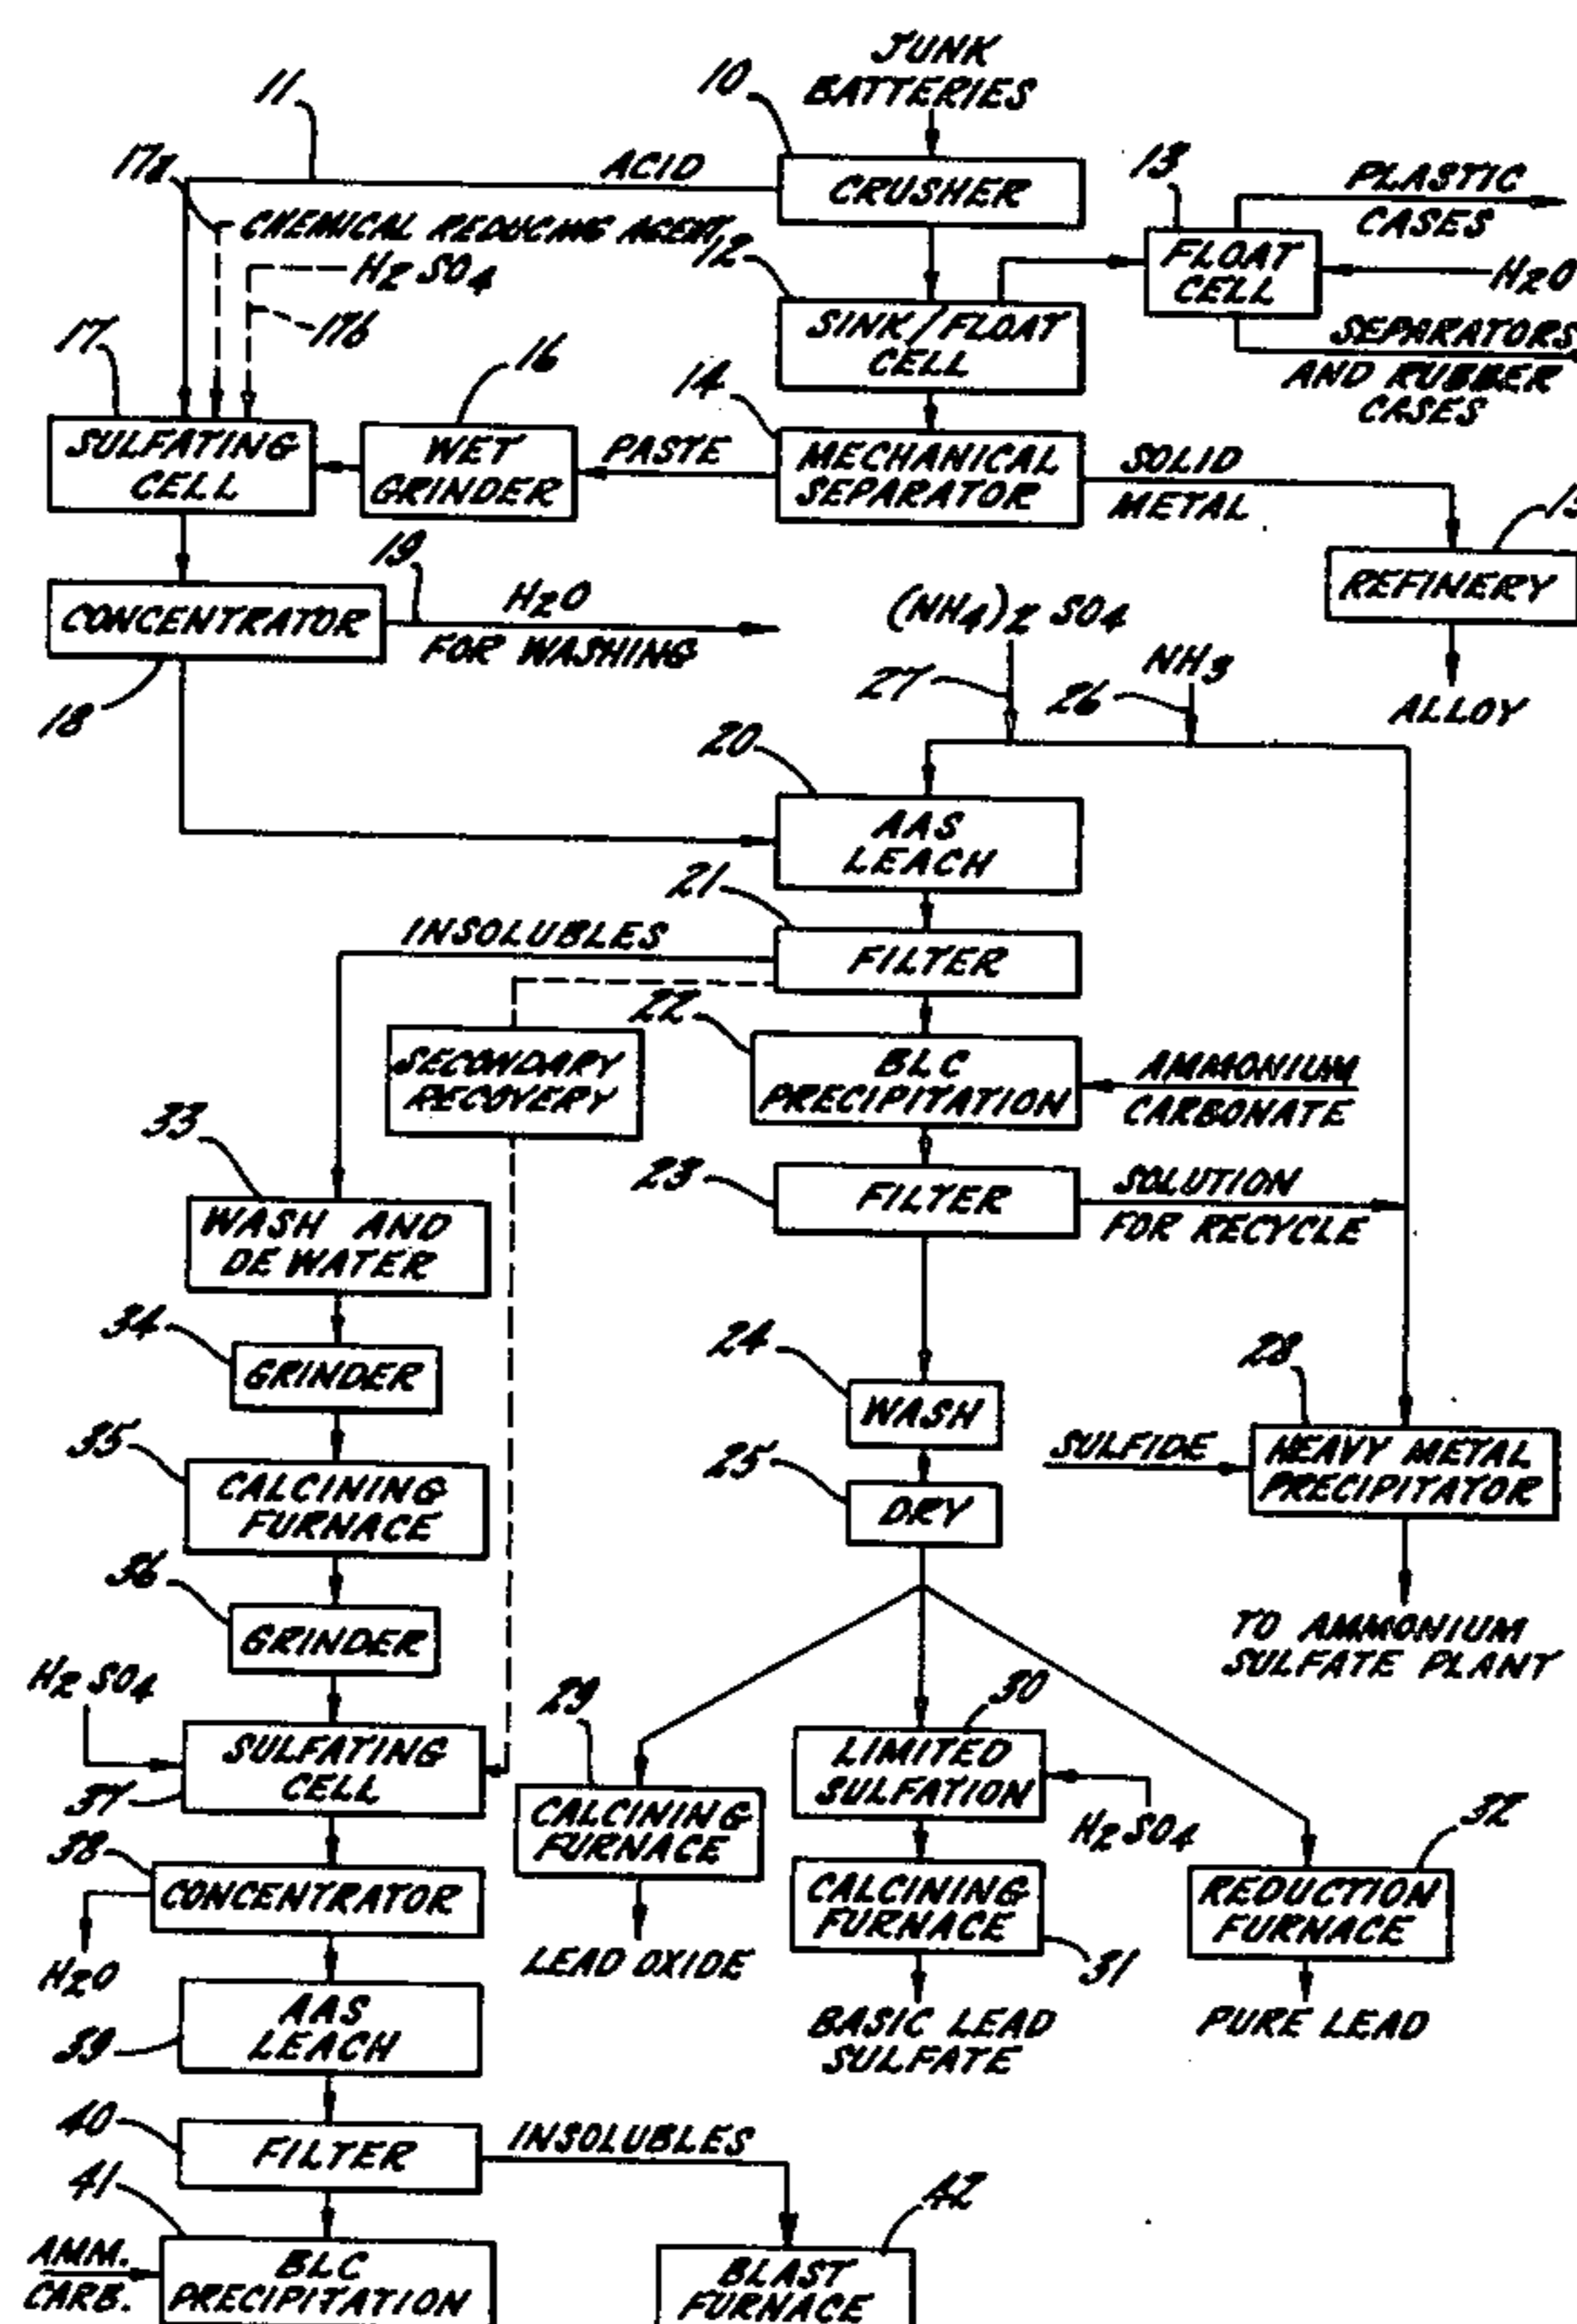 JUNK
BATTERIES
10
11
ACID
CRUSHER
13
PLASTIC
CASES
17a
CHEMICAL REDUCING AGENT
12
FLOAT
CELL
H2O
H2SO4
17b
SINK/FLOAT
CELL
SEPARATORS
AND RUBBER
CASES
17
16
14
SULFATING
CELL
WET
GRINDER
PASTE
MECHANICAL
SEPARATOR
SOLID
METAL
19
REFINERY
ALLOY
CONCENTRATOR
18
H2O
FOR WASHING
(NH4)2 SO4
NH3
27
26
20
AAS
LEACH
21
INSOLUBLES
FILTER
22
SECONDARY
RECOVERY
BLC
PRECIPITATION
AMMONIUM
CARBONATE
33
23
FILTER
SOLUTION
FOR RECYCLE
WASH AND
DEWATER
34
GRINDER
24
WASH
28
35
CALCINING
FURNACE
25
DRY
SULFIDE
HEAVY METAL
PRECIPITATOR
36
GRINDER
TO AMMONIUM
SULFATE PLANT
H2SO4
SULFATING
CELL
37
29
CALCINING
FURNACE
LEAD OXIDE
30
LIMITED
SULFATION
H2SO4
CALCINING
FURNACE
31
BASIC LEAD
SULFATE
32
REDUCTION
FURNACE
PURE LEAD
38
CONCENTRATOR
H2O
AAS
LEACH
39
40
FILTER
INSOLUBLES
41
AMM.
CARB.
BLC
PRECIPITATION
42
BLAST
FURNACE